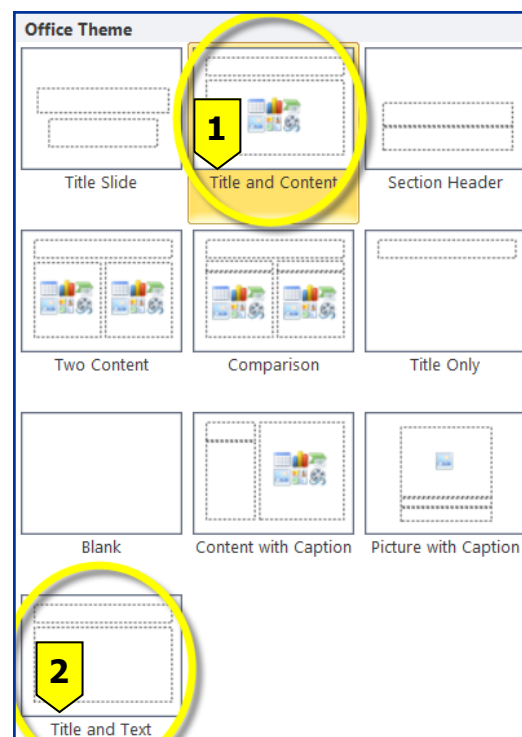 Office Theme
1
Title Slide
Title and Content
Section Header
Two Content
Comparison
Title Only
Blank
Content with Caption
Picture with Caption
2
Title and Text